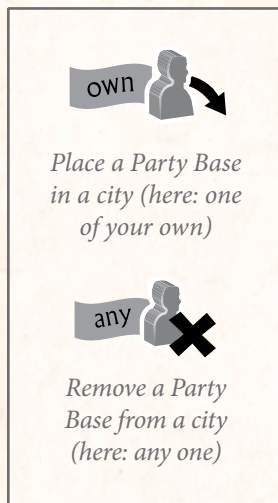 own
Place a Party Base
in a city (here: one
of your own)
any
Remove a Party
Base from a city
(here: any one)